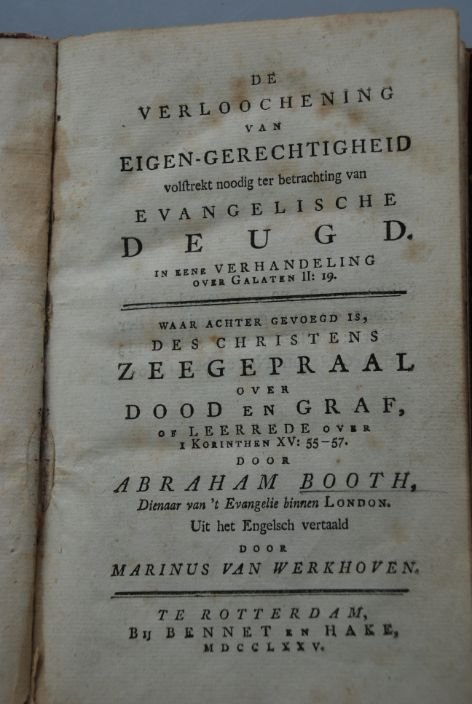 DE
VERLOOCHENING
VAN
EIGEN-GERECHTIGHEID
volſtrekt noodig ter betrachting van
EVANGELISCHE
DEUGD.
IN EENE VERHANDELING
OVER GALATEN II: 19.
WAAR ACHTER GEVOEGD IS,
DES CHRISTENS
ZEEGEPRAAL
OVER
DOOD EN GRAF,
OF LEERREDE OVER
1 KORINTHEN XV: 55-57.
DOOR
ABRAHAM BOOTH,
Dienaar van 't Evangelie binnen LONDON.
Uit het Engelsch vertaald
DOOR
MARINUS VAN WERKHOVEN.
TE ROTTERDAM,
Bij BENNET EN HAKE,
MDCCLXXV.